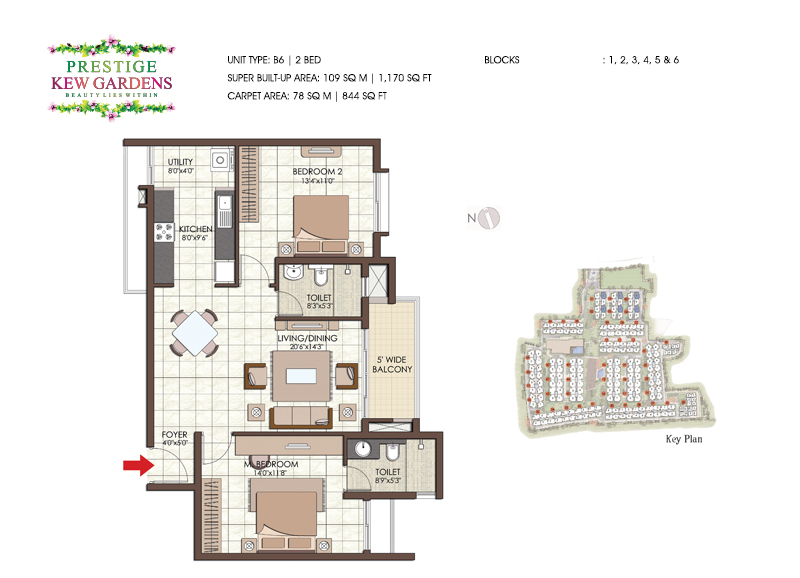 PRESTIGE
KEW GARDENS
BEAUTY LIES WITHIN
UNIT TYPE: B6 | 2 BED
SUPER BUILT-UP AREA: 109 SQ M | 1,170 SQ FT
CARPET AREA: 78 SQ M | 844 SQ FT
BLOCKS : 1, 2, 3, 4, 5 & 6
UTILITY
8'0"x4'0"
BEDROOM 2
13'4"x11'0"
KITCHEN
8'0"x9'6"
N
TOILET
8'3"x5'3"
LIVING/DINING
20'6"x14'3"
5' WIDE
BALCONY
FOYER
4'0"x5'0"
M. BEDROOM
14'0"x11'8"
TOILET
8'9"x5'3"
Key Plan